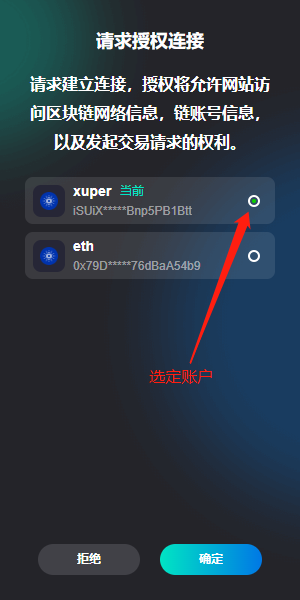 请求授权连接
请求建立连接，授权将允许网站访
问区块链网络信息，链账号信息，
以及发起交易请求的权利。
xuper 当前
iSUiX*****Bnp5PB1Btt
eth
0x79D*****76dBaA54b9
选定账户
拒绝 确定